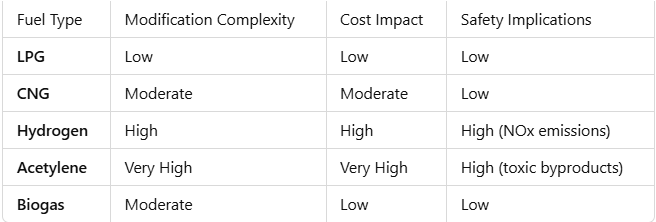 Fuel Type Modification Complexity Cost Impact Safety Implications
LPG Low Low Low
CNG Moderate Moderate Low
Hydrogen High High High (NOx emissions)
Acetylene Very High Very High High (toxic byproducts)
Biogas Moderate Low Low